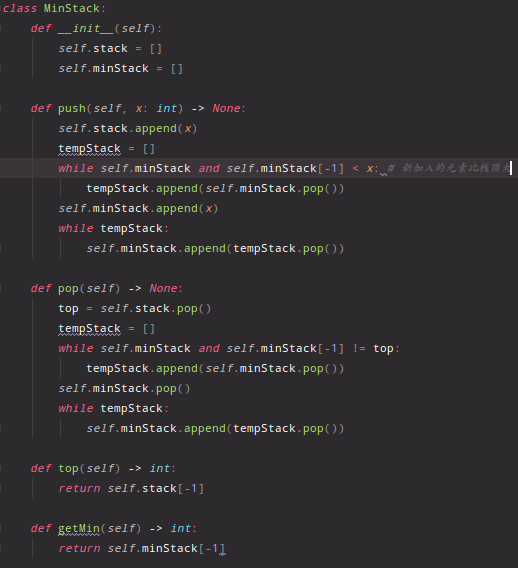 class MinStack:
    def __init__(self):
        self.stack = []
        self.minStack = []

    def push(self, x: int) -> None:
        self.stack.append(x)
        tempStack = []
        while self.minStack and self.minStack[-1] < x: # 新加入的元素比栈顶大
            tempStack.append(self.minStack.pop())
        self.minStack.append(x)
        while tempStack:
            self.minStack.append(tempStack.pop())

    def pop(self) -> None:
        top = self.stack.pop()
        tempStack = []
        while self.minStack and self.minStack[-1] != top:
            tempStack.append(self.minStack.pop())
        self.minStack.pop()
        while tempStack:
            self.minStack.append(tempStack.pop())

    def top(self) -> int:
        return self.stack[-1]

    def getMin(self) -> int:
        return self.minStack[-1]